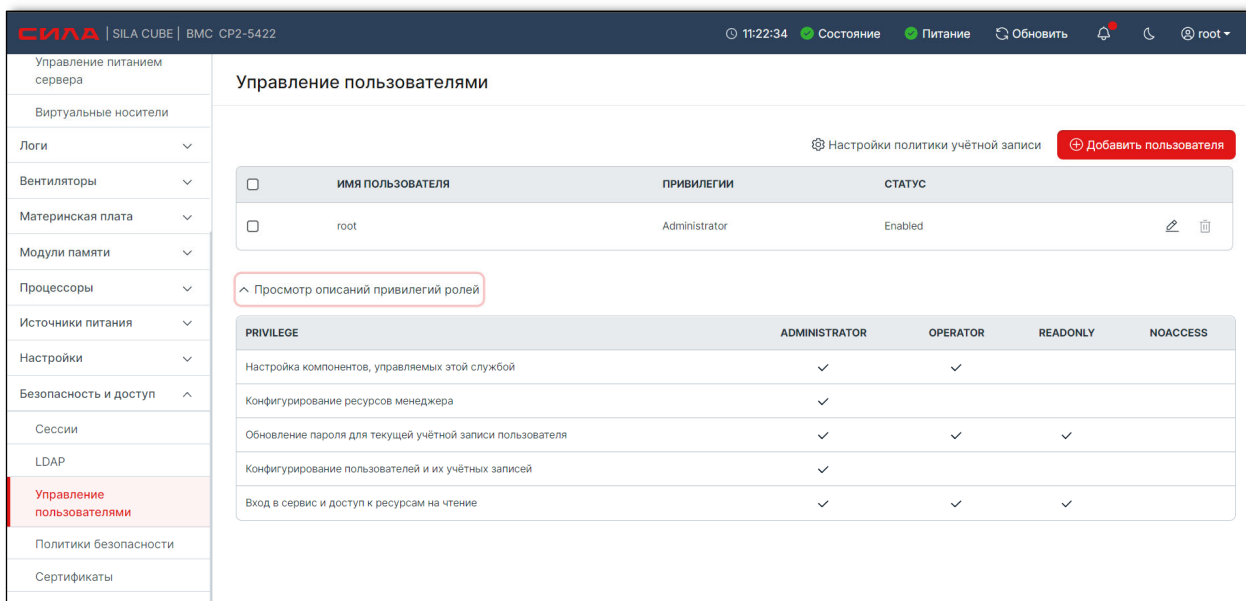 СИЛА | SILA CUBE | BMC CP2-5422 11:22:34 Состояние Питание Обновить root
Управление питанием
сервера
Виртуальные носители
Логи
Вентиляторы
Материнская плата
Модули памяти
Процессоры
Источники питания
Настройки
Безопасность и доступ
Сессии
LDAP
Управление
пользователями
Политики безопасности
Сертификаты
Управление пользователями
Настройки политики учётной записи Добавить пользователя
ИМЯ ПОЛЬЗОВАТЕЛЯ ПРИВИЛЕГИИ СТАТУС
root Administrator Enabled
Просмотр описаний привилегий ролей
PRIVILEGE ADMINISTRATOR OPERATOR READONLY NOACCESS
Настройка компонентов, управляемых этой службой
Конфигурирование ресурсов менеджера
Обновление пароля для текущей учётной записи пользователя
Конфигурирование пользователей и их учётных записей
Вход в сервис и доступ к ресурсам на чтение